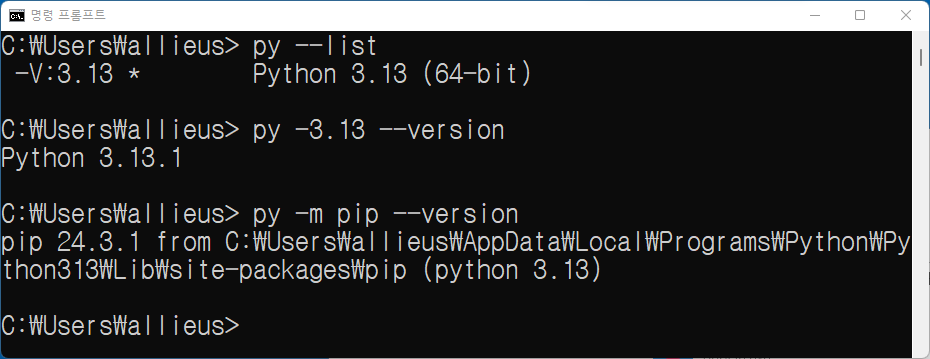 명령 프롬프트
C:₩Users₩allieus> py --list
 -V:3.13 *        Python 3.13 (64-bit)
C:₩Users₩allieus> py -3.13 --version
Python 3.13.1
C:₩Users₩allieus> py -m pip --version
pip 24.3.1 from C:₩Users₩allieus₩AppData₩Local₩Programs₩Python₩Py
thon313₩Lib₩site-packages₩pip (python 3.13)
C:₩Users₩allieus>